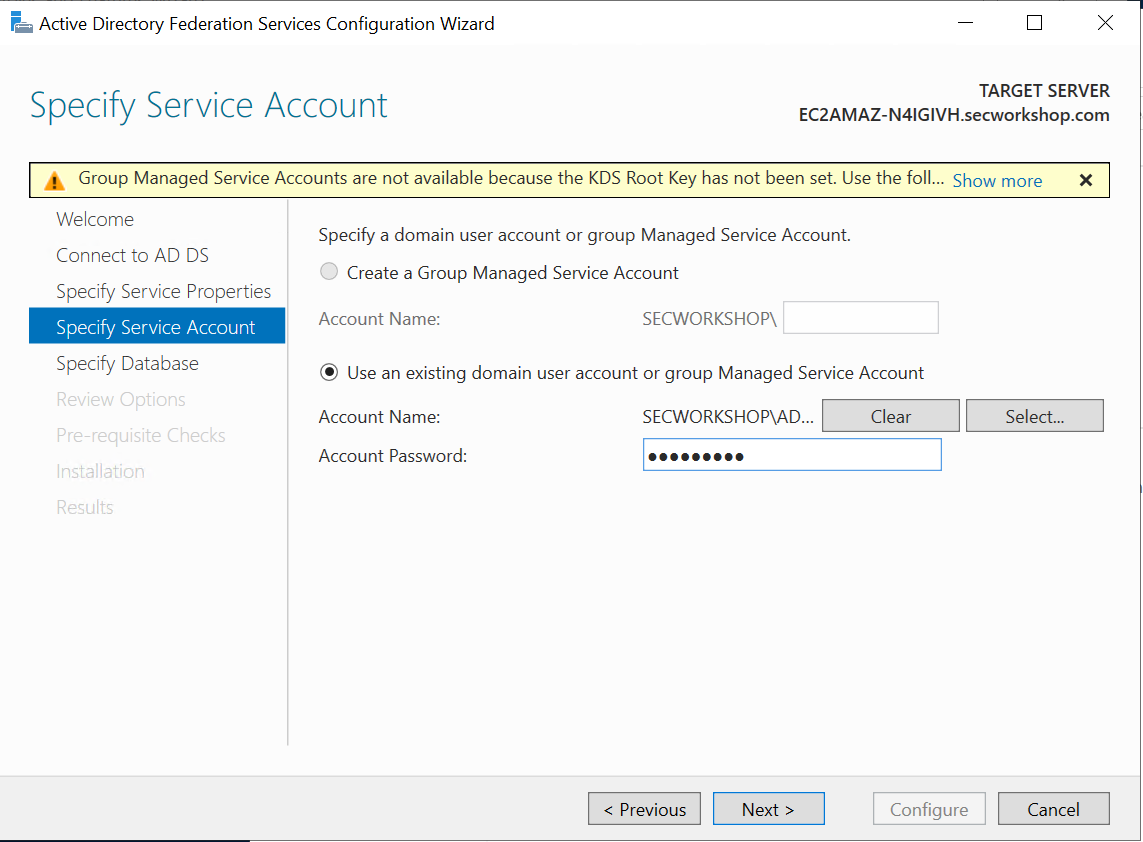 Active Directory Federation Services Configuration Wizard
Specify Service Account
TARGET SERVER
EC2AMAZ-N4IGIVH.secworkshop.com
Group Managed Service Accounts are not available because the KDS Root Key has not been set. Use the foll... Show more
Welcome
Connect to AD DS
Specify Service Properties
Specify Service Account
Specify Database
Review Options
Pre-requisite Checks
Installation
Results
Specify a domain user account or group Managed Service Account.
Create a Group Managed Service Account
Account Name: SECWORKSHOP\
Use an existing domain user account or group Managed Service Account
Account Name: SECWORKSHOP\AD... Clear Select...
Account Password: ●●●●●●●●●
< Previous Next > Configure Cancel